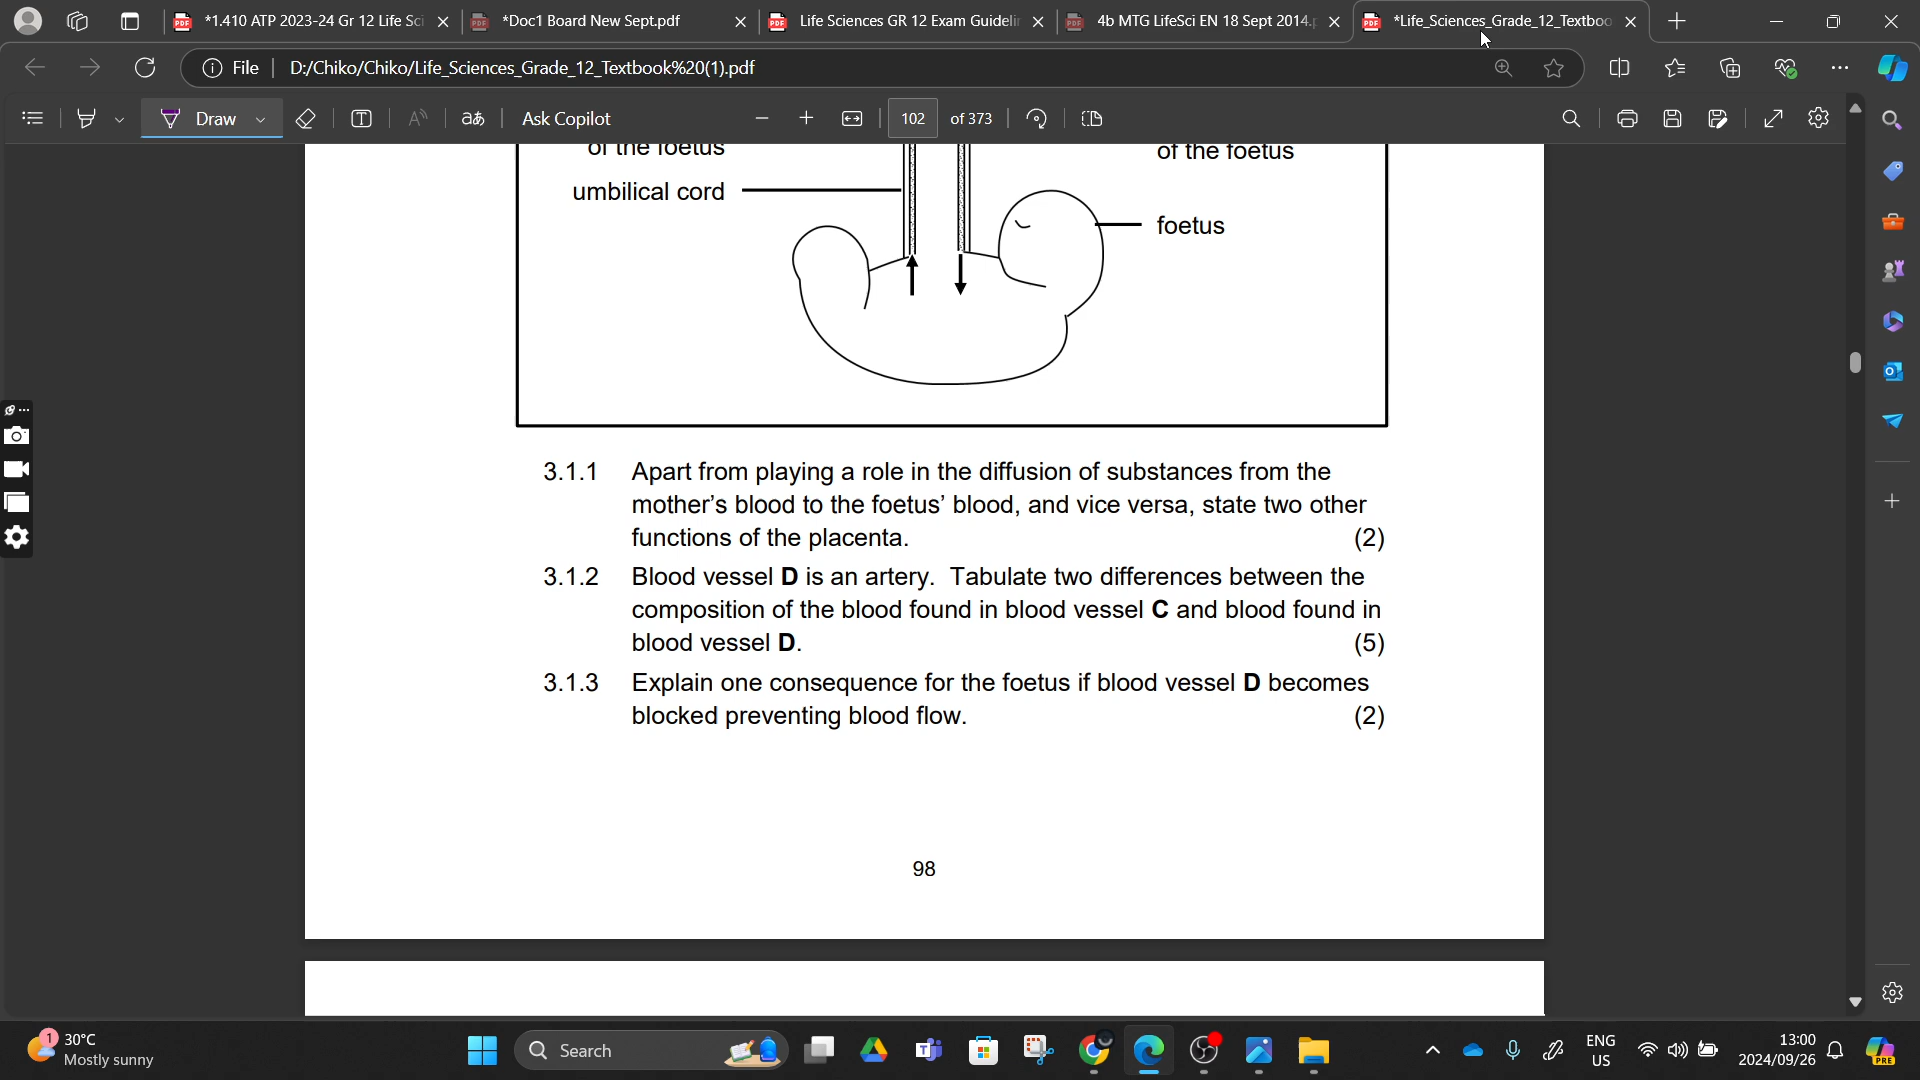 *1.410 ATP 2023-24 Gr 12 Life Sci
*Doc1 Board New Sept.pdf
Life Sciences GR 12 Exam Guidelin
4b MTG LifeSci EN 18 Sept 2014.p
*Life_Sciences_Grade_12_Textboo
File
D:/Chiko/Chiko/Life_Sciences_Grade_12_Textbook%20(1).pdf
Draw
aあ
Ask Copilot
102 of 373
of the foetus
of the foetus
umbilical cord
foetus
3.1.1 Apart from playing a role in the diffusion of substances from the
mother's blood to the foetus' blood, and vice versa, state two other
functions of the placenta. (2)
3.1.2 Blood vessel D is an artery. Tabulate two differences between the
composition of the blood found in blood vessel C and blood found in
blood vessel D. (5)
3.1.3 Explain one consequence for the foetus if blood vessel D becomes
blocked preventing blood flow. (2)
98
1
30°C
Mostly sunny
Search
ENG
US
13:00
2024/09/26
PRE